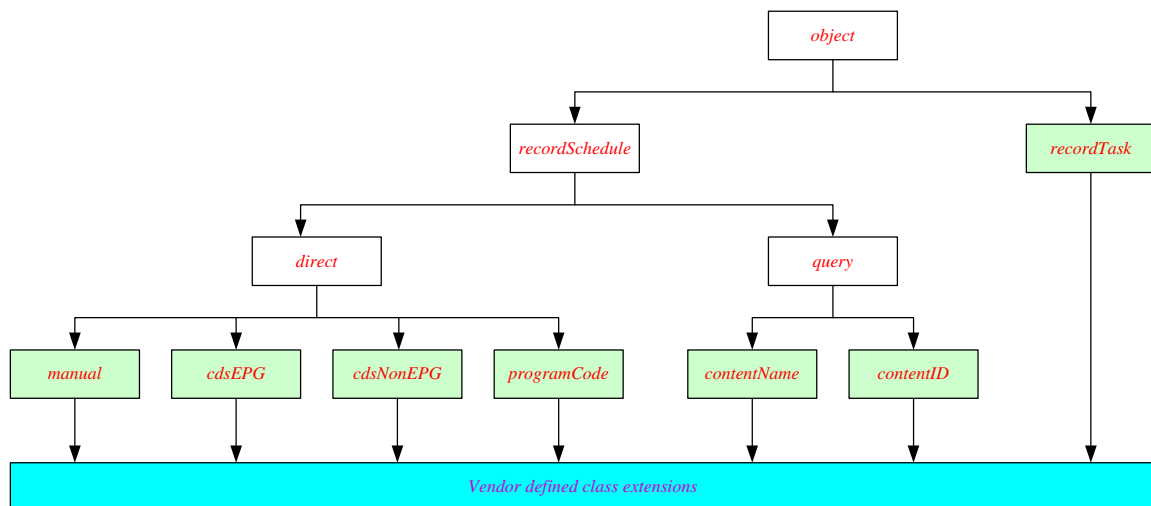 object
recordSchedule
recordTask
direct
query
manual
cdsEPG
cdsNonEPG
programCode
contentName
contentID
Vendor defined class extensions